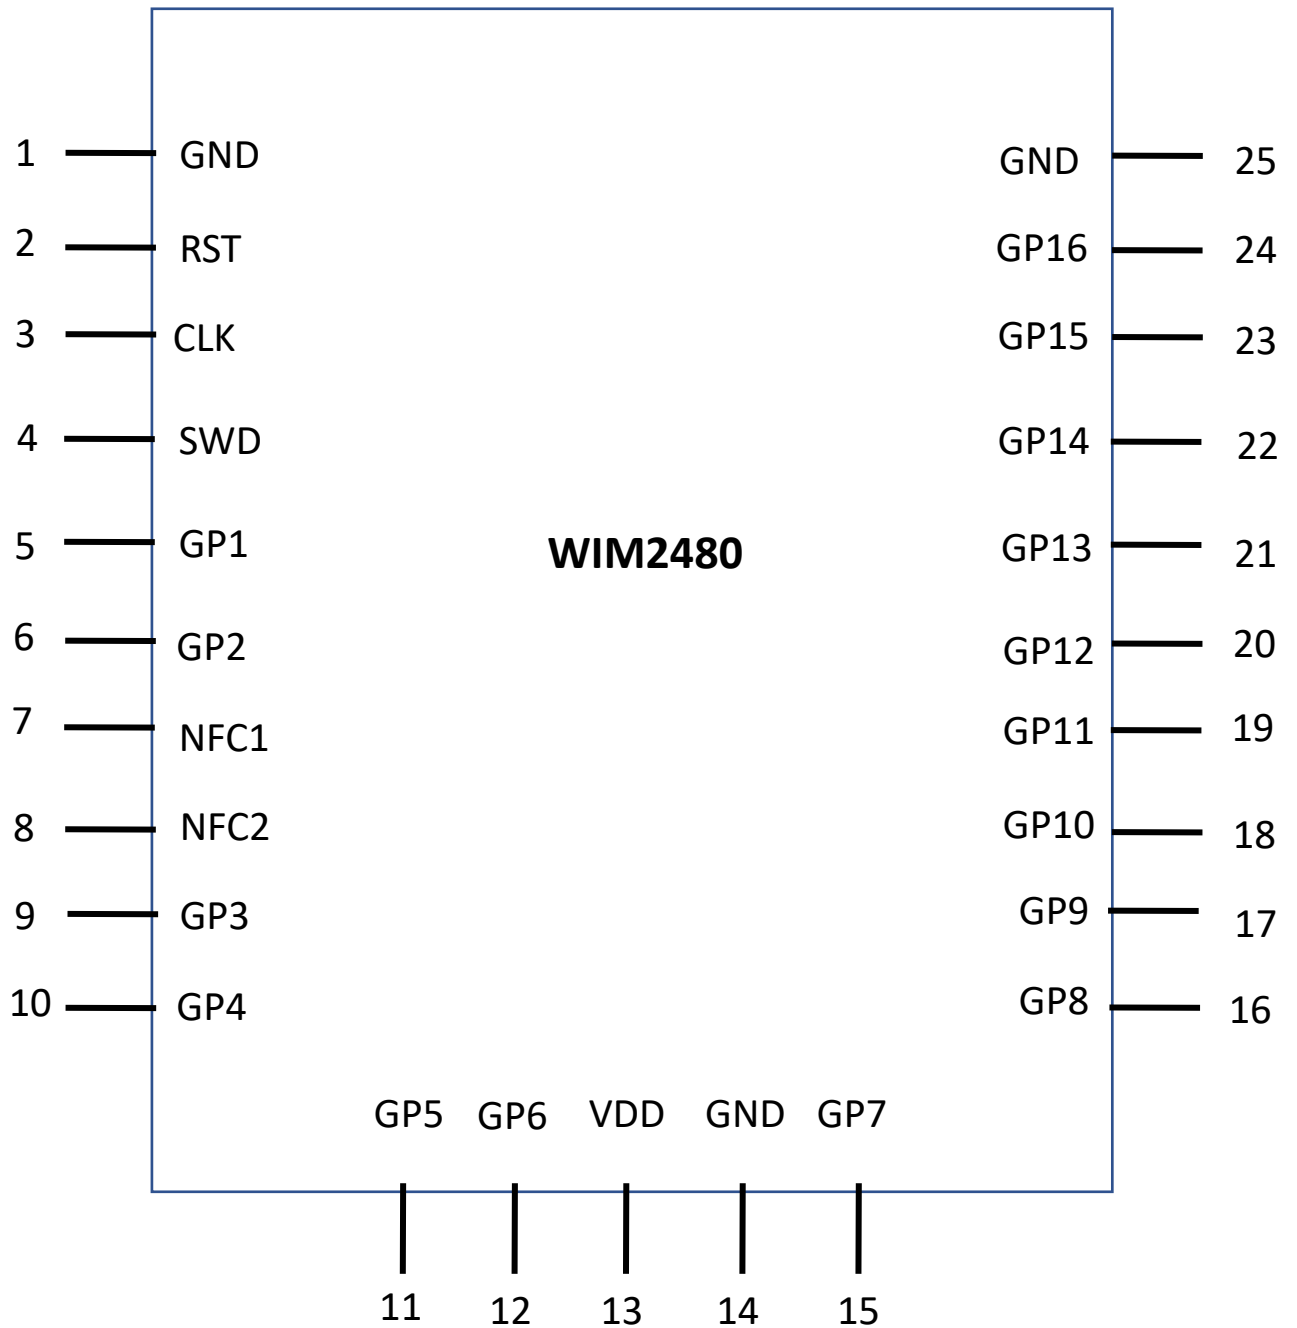 1 GND GND 25
2 RST GP16 24
3 CLK GP15 23
4 SWD GP14 22
5 GP1 WIM2480 GP13 21
6 GP2 GP12 20
7 NFC1 GP11 19
8 NFC2 GP10 18
9 GP3 GP9 17
10 GP4 GP8 16
GP5 GP6 VDD GND GP7
11 12 13 14 15